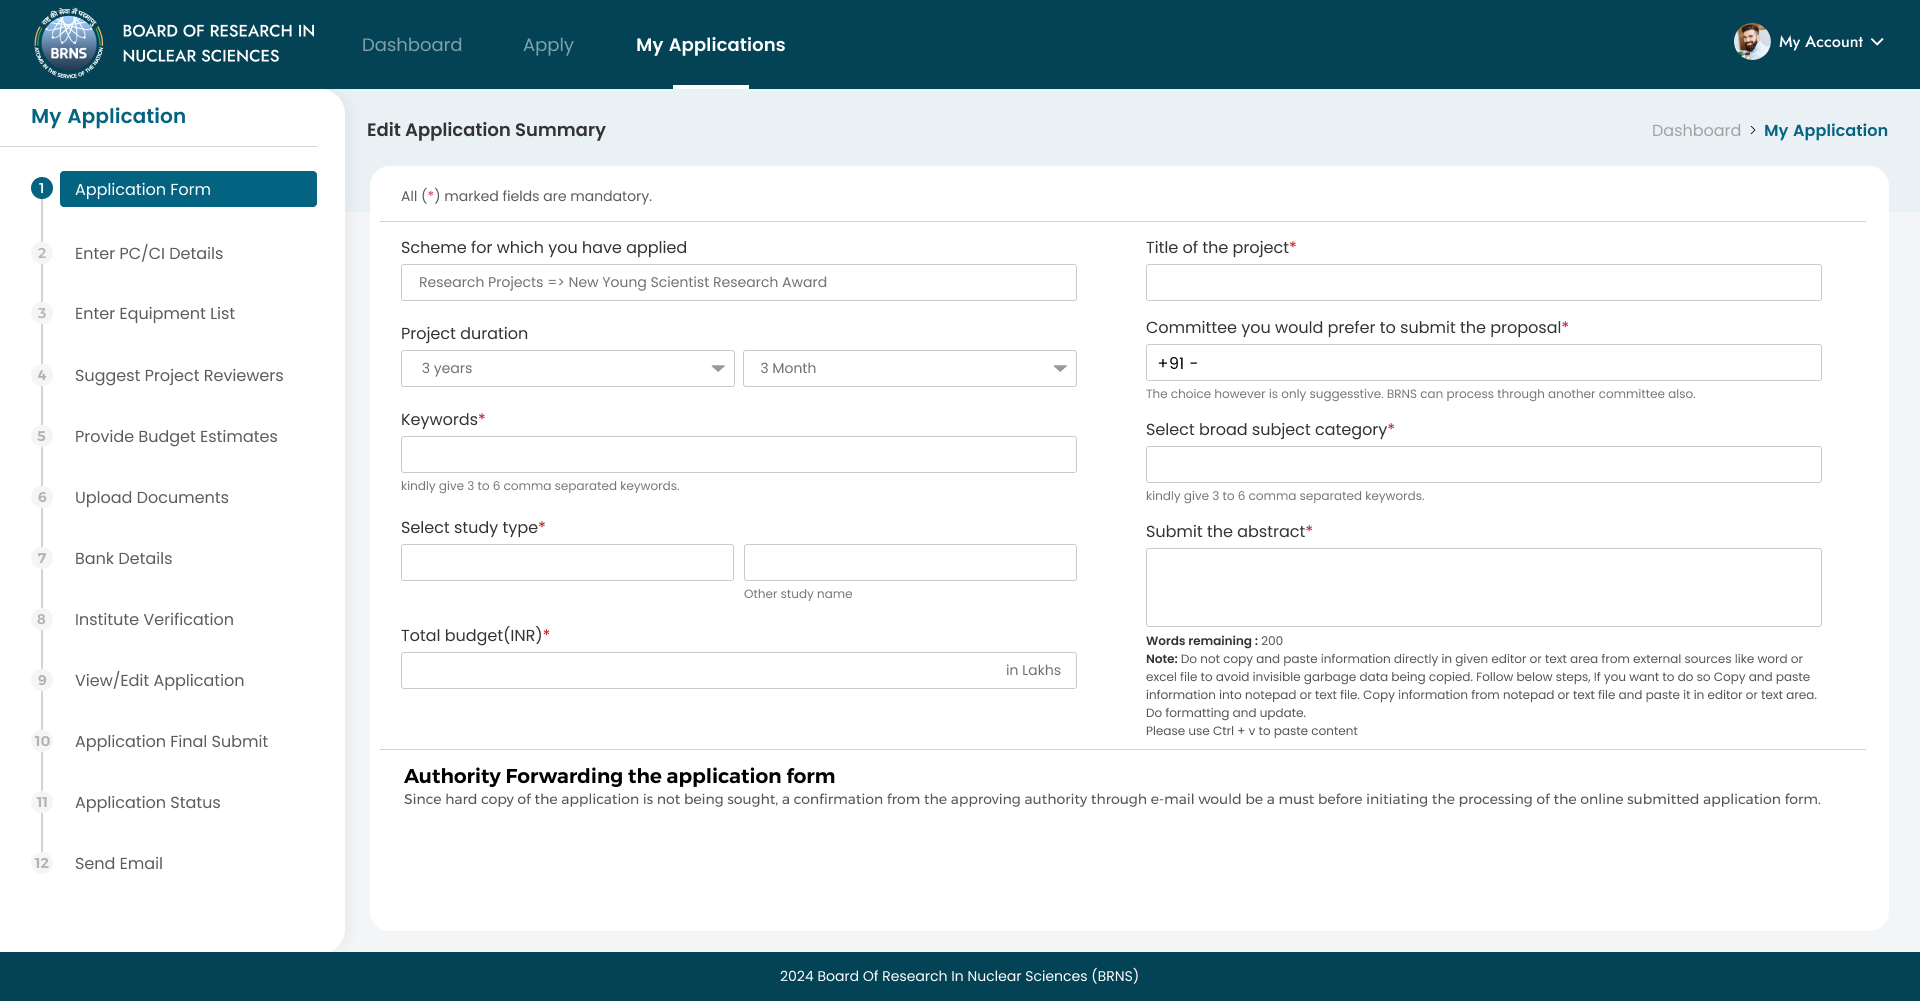 राष्ट्र की सेवा में परमाणु
BRNS
ATOMS IN THE SERVICE OF THE NATION
BOARD OF RESEARCH IN
NUCLEAR SCIENCES
Dashboard
Apply
My Applications
My Account
My Application
1 Application Form
2 Enter PC/CI Details
3 Enter Equipment List
4 Suggest Project Reviewers
5 Provide Budget Estimates
6 Upload Documents
7 Bank Details
8 Institute Verification
9 View/Edit Application
10 Application Final Submit
11 Application Status
12 Send Email
Edit Application Summary
Dashboard > My Application
All (*) marked fields are mandatory.
Scheme for which you have applied
Research Projects => New Young Scientist Research Award
Project duration
3 years
3 Month
Keywords*
kindly give 3 to 6 comma separated keywords.
Select study type*
Other study name
Total budget(INR)*
in Lakhs
Title of the project*
Committee you would prefer to submit the proposal*
+91 -
The choice however is only suggesstive. BRNS can process through another committee also.
Select broad subject category*
kindly give 3 to 6 comma separated keywords.
Submit the abstract*
Words remaining : 200
Note: Do not copy and paste information directly in given editor or text area from external sources like word or
excel file to avoid invisible garbage data being copied. Follow below steps, If you want to do so Copy and paste
information into notepad or text file. Copy information from notepad or text file and paste it in editor or text area.
Do formatting and update.
Please use Ctrl + v to paste content
Authority Forwarding the application form
Since hard copy of the application is not being sought, a confirmation from the approving authority through e-mail would be a must before initiating the processing of the online submitted application form.
2024 Board Of Research In Nuclear Sciences (BRNS)